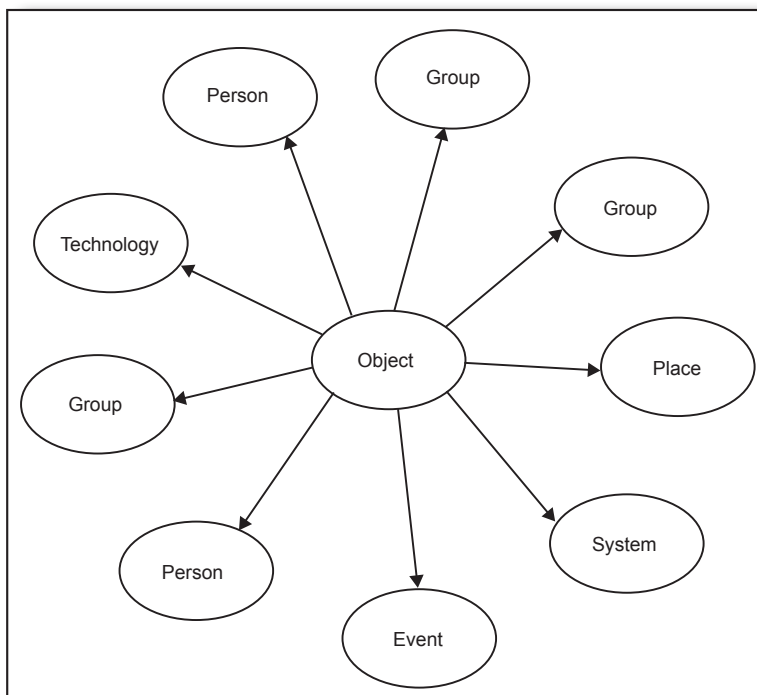 Group
Person
Group
Technology
Object
Place
Group
System
Person
Event